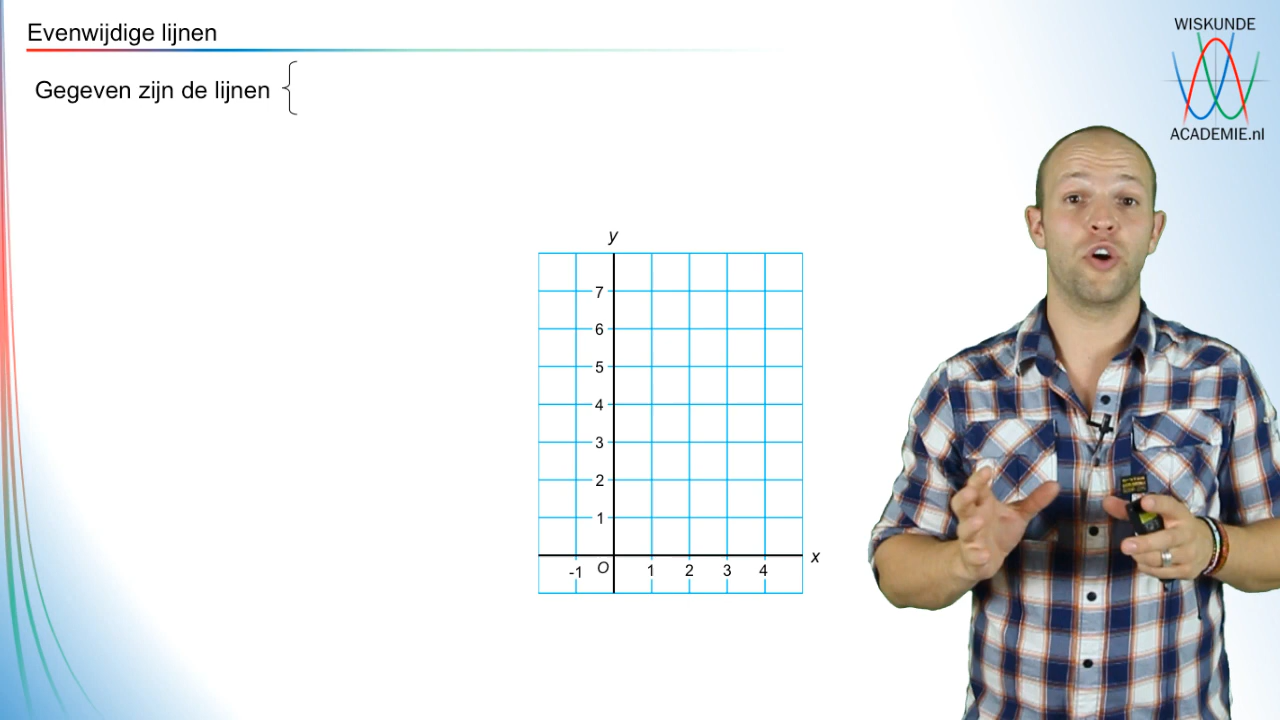 Evenwijdige lijnen
WISKUNDE
ACADEMIE.nl
Gegeven zijn de lijnen
y
7
6
5
4
3
2
1
x
-1 O 1 2 3 4